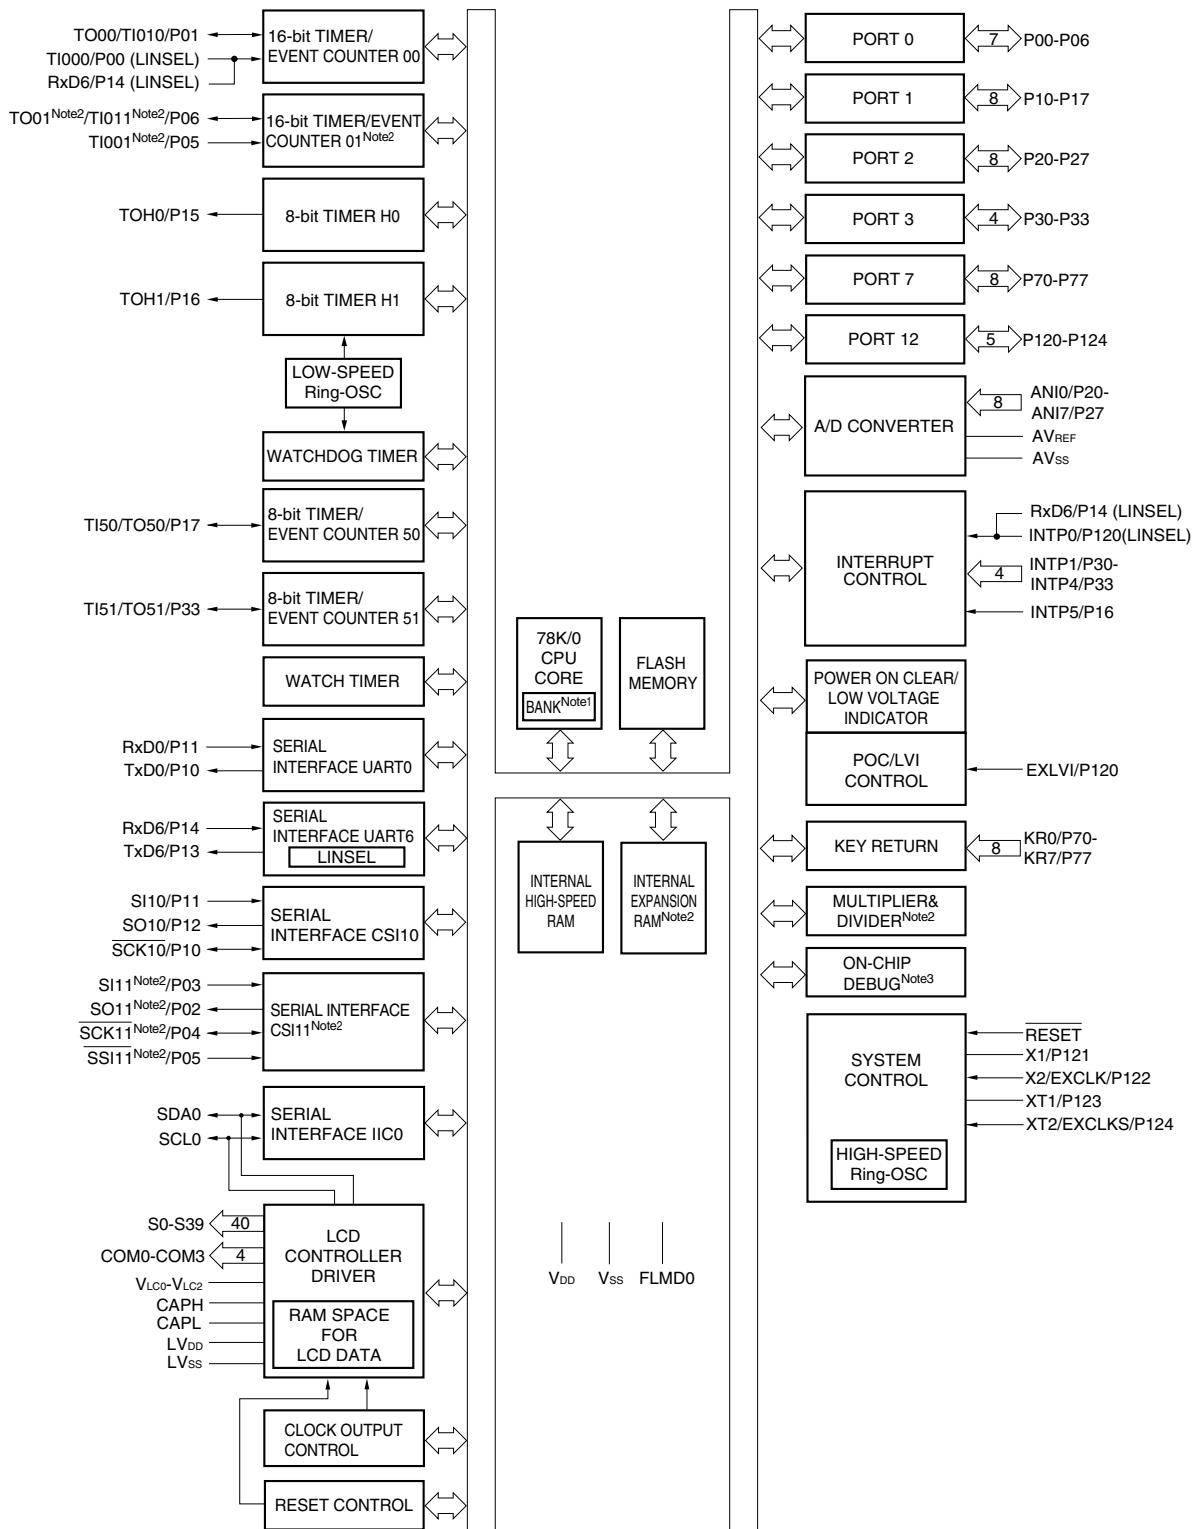 TO00/TI010/P01
TI000/P00 (LINSEL)
RxD6/P14 (LINSEL)
16-bit TIMER/
EVENT COUNTER 00
TO01Note2/TI011Note2/P06
TI001Note2/P05
16-bit TIMER/EVENT
COUNTER 01Note2
TOH0/P15
8-bit TIMER H0
TOH1/P16
8-bit TIMER H1
LOW-SPEED
Ring-OSC
WATCHDOG TIMER
TI50/TO50/P17
8-bit TIMER/
EVENT COUNTER 50
TI51/TO51/P33
8-bit TIMER/
EVENT COUNTER 51
WATCH TIMER
RxD0/P11
TxD0/P10
SERIAL
INTERFACE UART0
RxD6/P14
TxD6/P13
SERIAL
INTERFACE UART6
LINSEL
SI10/P11
SO10/P12
SCK10/P10
SERIAL
INTERFACE CSI10
SI11Note2/P03
SO11Note2/P02
SCK11Note2/P04
SSI11Note2/P05
SERIAL INTERFACE
CSI11Note2
SDA0
SCL0
SERIAL
INTERFACE IIC0
S0-S39
40
COM0-COM3
4
VLC0-VLC2
CAPH
CAPL
LVDD
LVSS
LCD
CONTROLLER
DRIVER
RAM SPACE
FOR
LCD DATA
CLOCK OUTPUT
CONTROL
RESET CONTROL
78K/0
CPU
CORE
BANKNote1
FLASH
MEMORY
INTERNAL
HIGH-SPEED
RAM
INTERNAL
EXPANSION
RAMNote2
VDD
VSS
FLMD0
PORT 0
7
P00-P06
PORT 1
8
P10-P17
PORT 2
8
P20-P27
PORT 3
4
P30-P33
PORT 7
8
P70-P77
PORT 12
5
P120-P124
A/D CONVERTER
8
ANI0/P20-
ANI7/P27
AVREF
AVSS
INTERRUPT
CONTROL
RxD6/P14 (LINSEL)
INTP0/P120(LINSEL)
4
INTP1/P30-
INTP4/P33
INTP5/P16
POWER ON CLEAR/
LOW VOLTAGE
INDICATOR
POC/LVI
CONTROL
EXLVI/P120
KEY RETURN
8
KR0/P70-
KR7/P77
MULTIPLIER&
DIVIDERNote2
ON-CHIP
DEBUGNote3
SYSTEM
CONTROL
HIGH-SPEED
Ring-OSC
RESET
X1/P121
X2/EXCLK/P122
XT1/P123
XT2/EXCLKS/P124